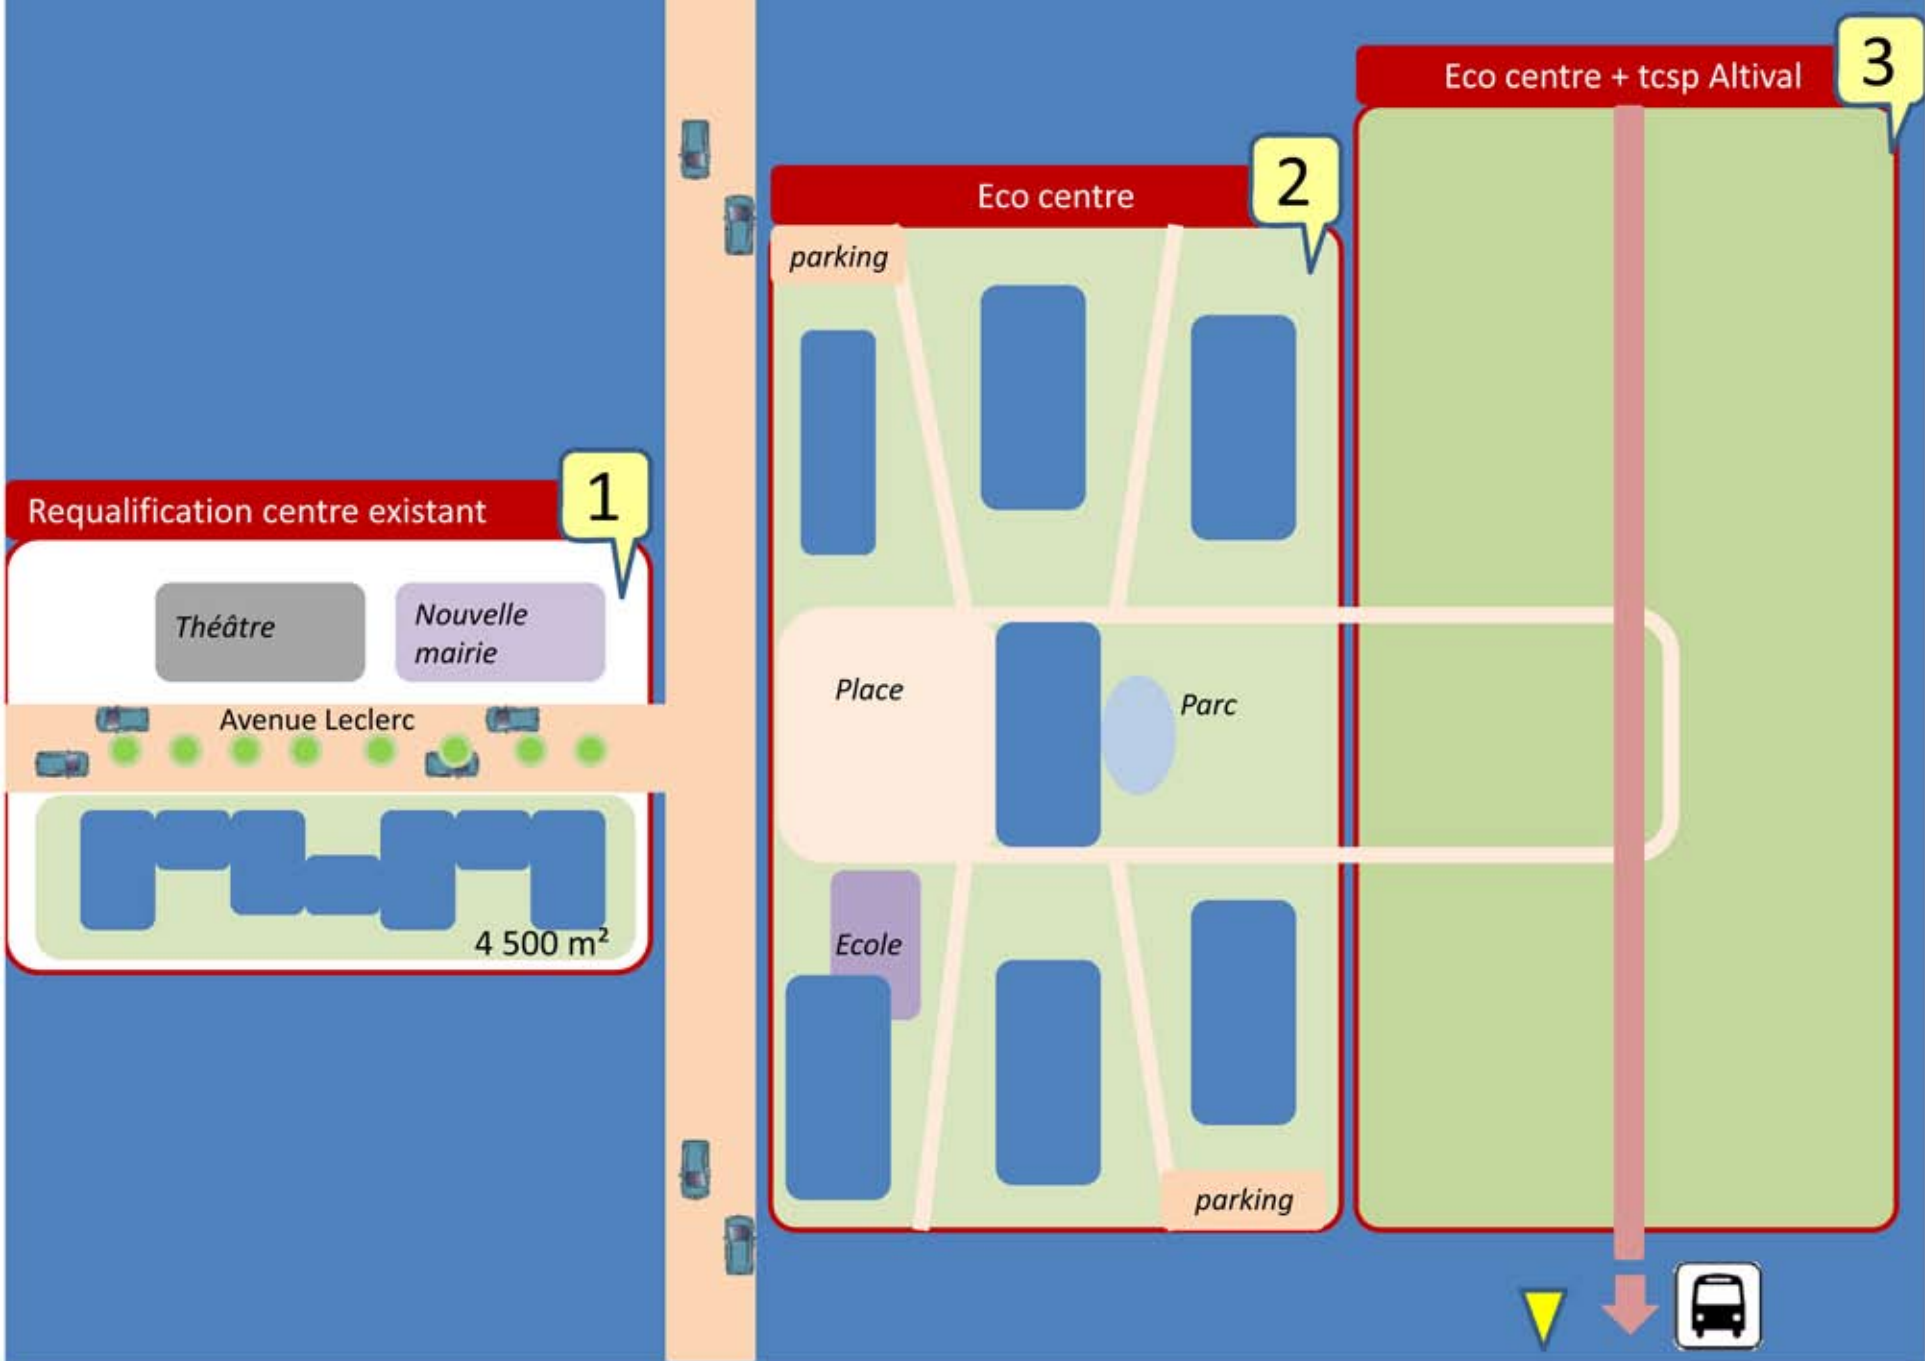 3
Eco centre + tcsp Altival
2
Eco centre
parking
1
Requalification centre existant
Théâtre
Nouvelle
mairie
Place
Parc
Avenue Leclerc
Ecole
4 500 m²
parking